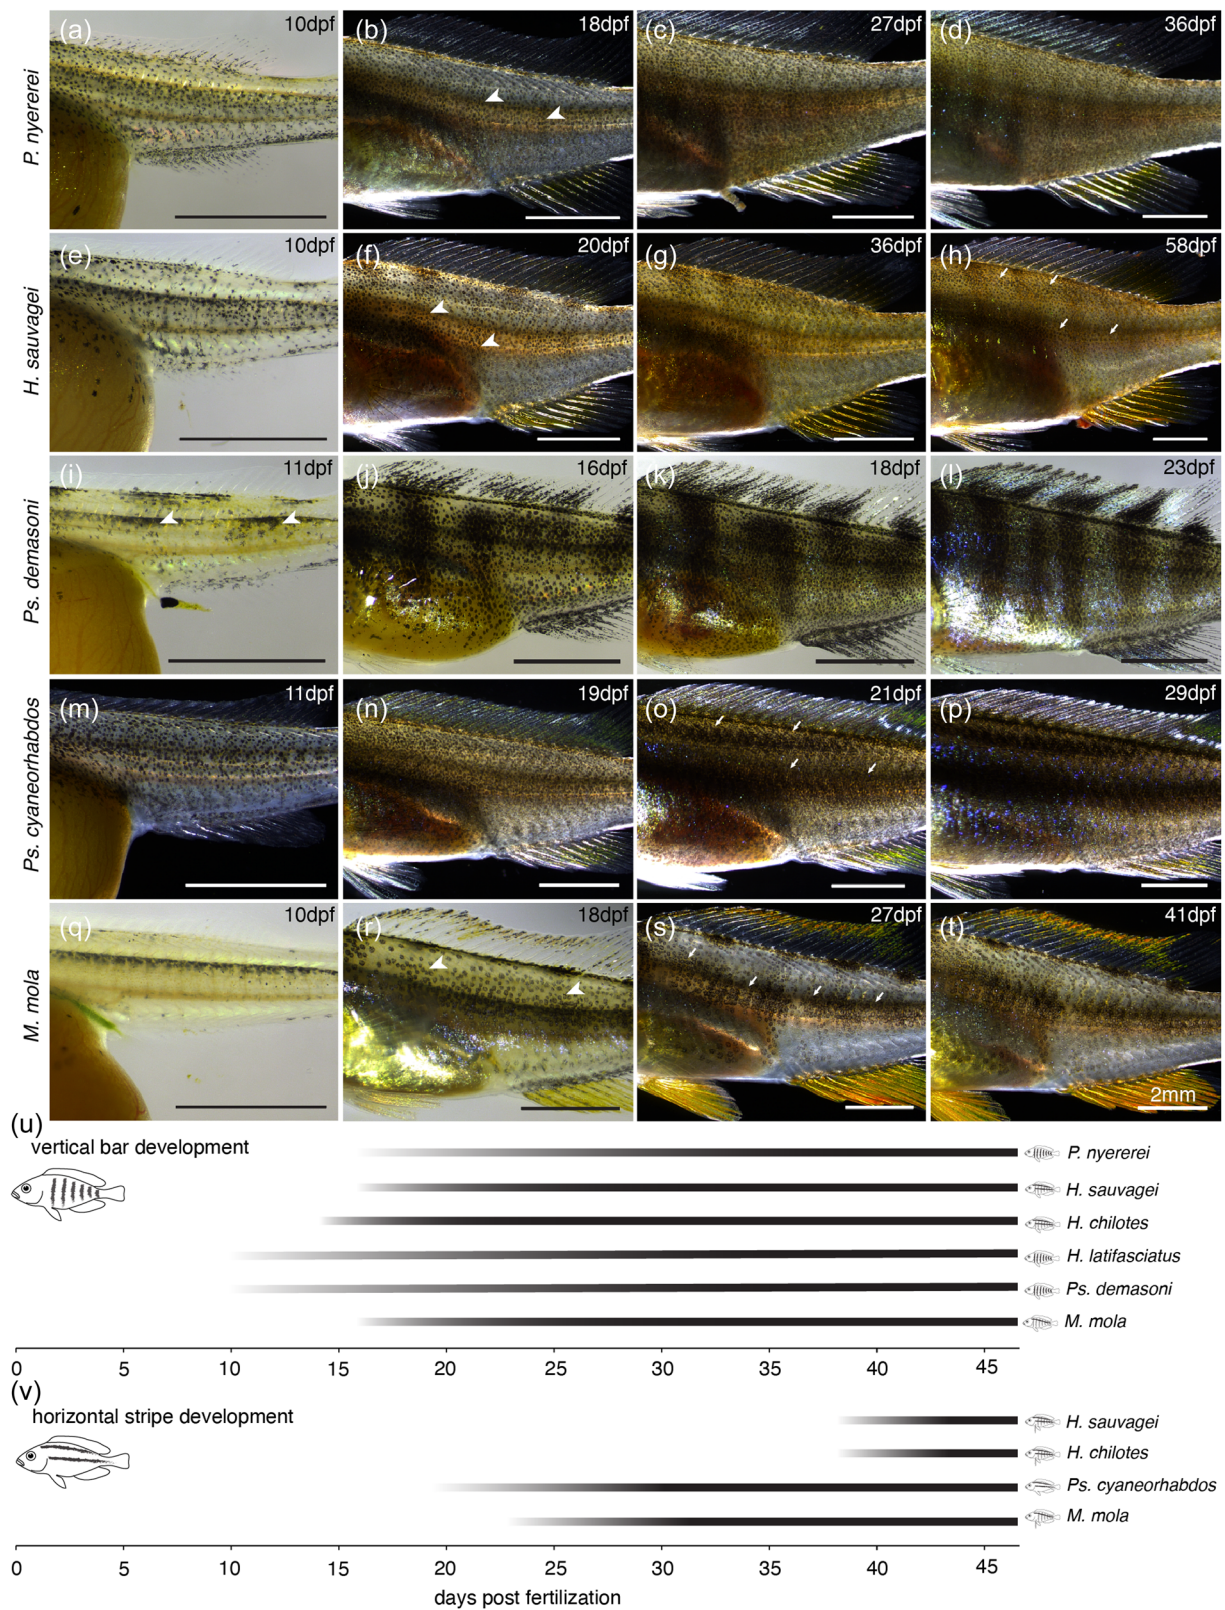 (a) 10dpf (b) 18dpf (c) 27dpf (d) 36dpf
P. nyererei
(e) 10dpf (f) 20dpf (g) 36dpf (h) 58dpf
H. sauvagei
(i) 11dpf (j) 16dpf (k) 18dpf (l) 23dpf
Ps. demasoni
(m) 11dpf (n) 19dpf (o) 21dpf (p) 29dpf
Ps. cyaneorhabdos
(q) 10dpf (r) 18dpf (s) 27dpf (t) 41dpf
M. mola
2mm
(u)
vertical bar development
P. nyererei
H. sauvagei
H. chilotes
H. latifasciatus
Ps. demasoni
M. mola
0 5 10 15 20 25 30 35 40 45
(v)
horizontal stripe development
H. sauvagei
H. chilotes
Ps. cyaneorhabdos
M. mola
0 5 10 15 20 25 30 35 40 45
days post fertilization